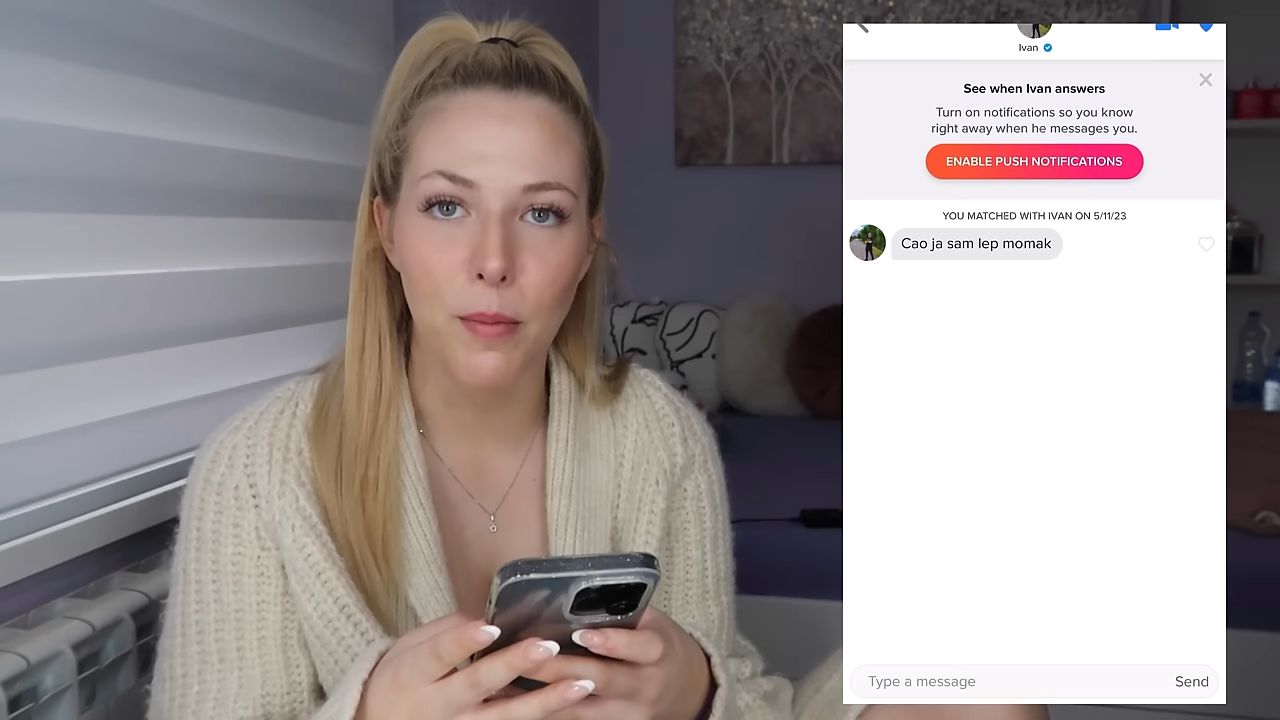 Ivan
See when Ivan answers
Turn on notifications so you know
right away when he messages you.
ENABLE PUSH NOTIFICATIONS
YOU MATCHED WITH IVAN ON 5/11/23
Cao ja sam lep momak
Type a message
Send